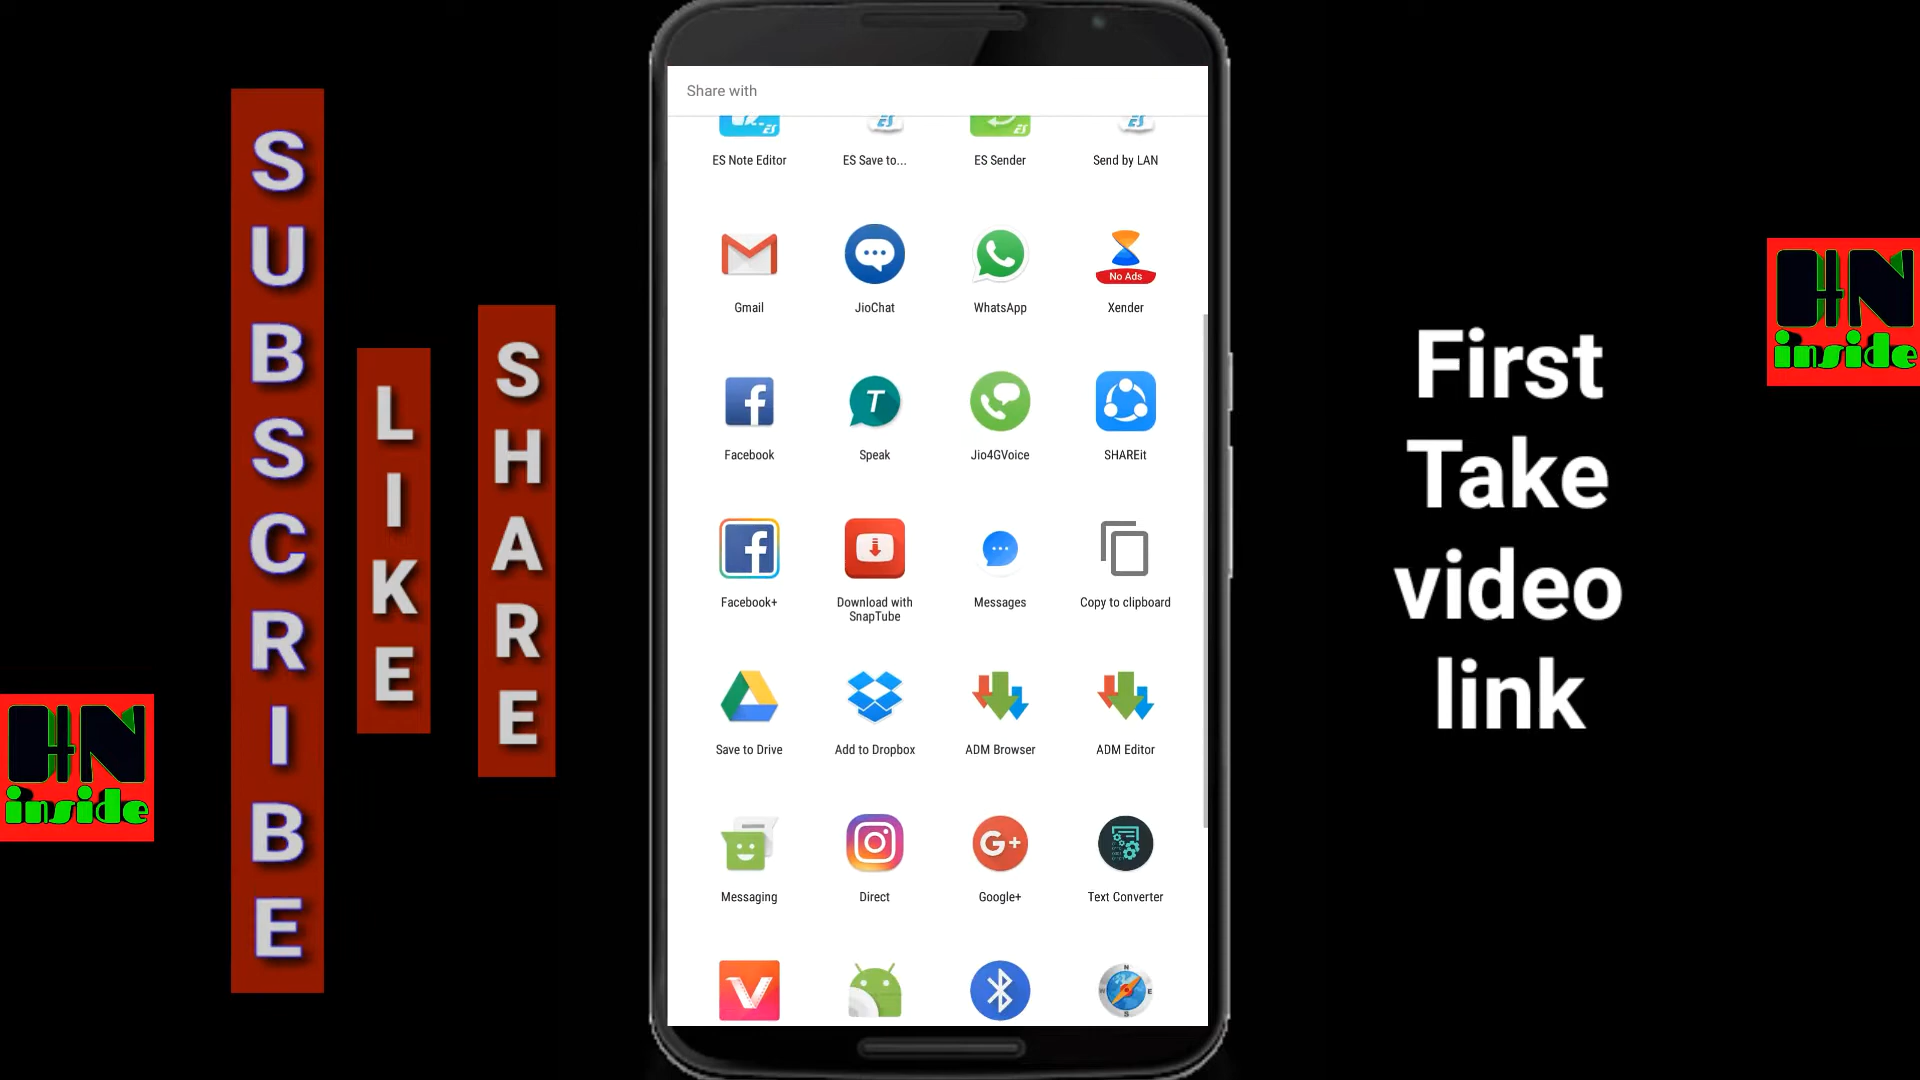 SUBSCRIBE
LIKE
SHARE
Share with
ES Note Editor
ES Save to...
ES Sender
Send by LAN
Gmail
JioChat
WhatsApp
No Ads
Xender
Facebook
T
Speak
Jio4GVoice
SHAREit
Facebook+
Download with
SnapTube
Messages
Copy to clipboard
Save to Drive
Add to Dropbox
ADM Browser
ADM Editor
Messaging
Direct
G+
Google+
Text Converter
First
Take
video
link
inside
inside